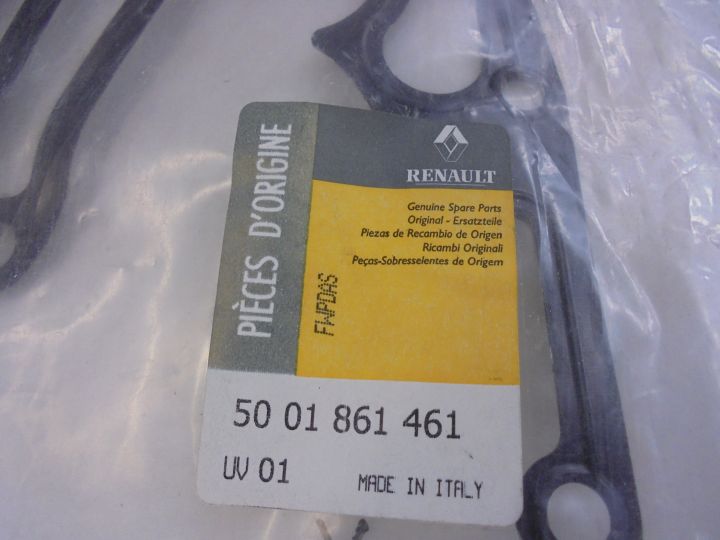 PIÈCES D'ORIGINE
RENAULT
Genuine Spare Parts
Original - Ersatzteile
Piezas de Recambio de Origen
Ricambi Originali
Peças-Sobresselentes de Origem
FWPDAS
50 01 861 461
UV 01
MADE IN ITALY